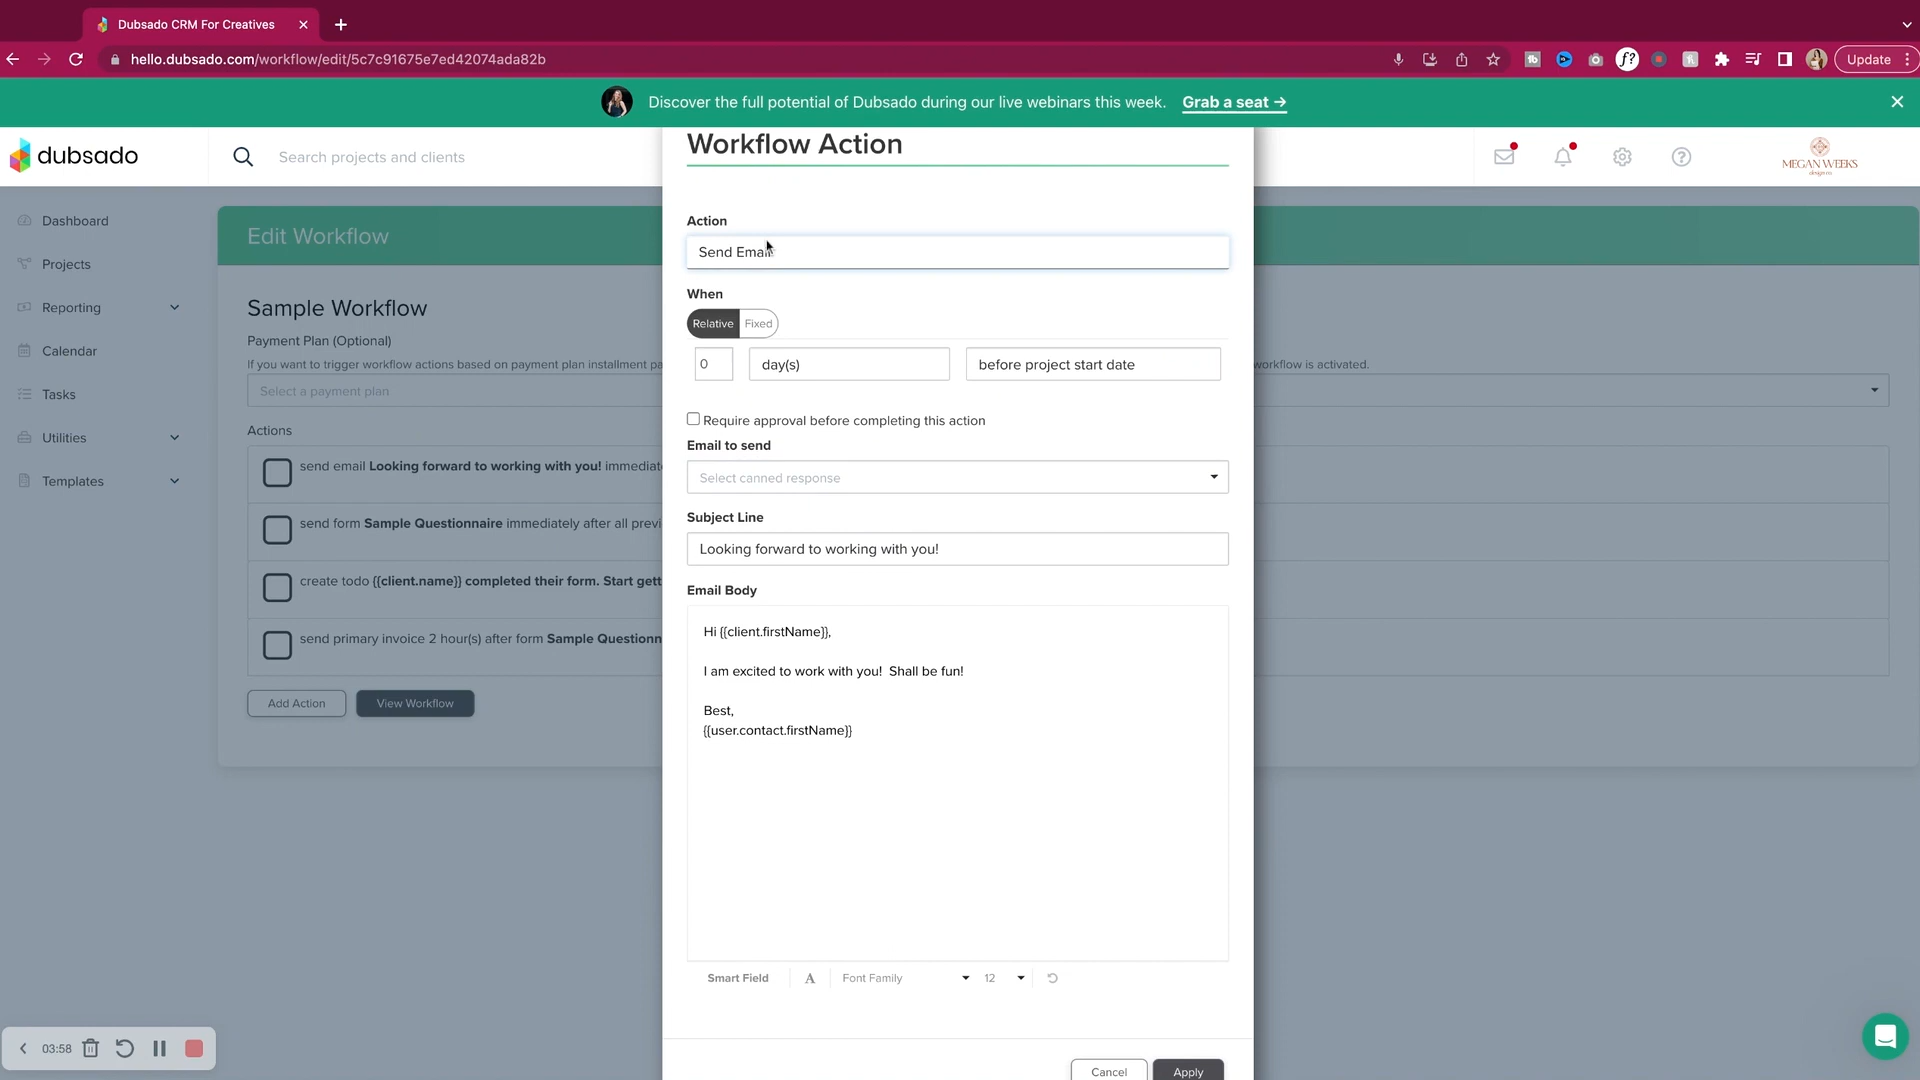 Dubsado CRM For Creatives
hello.dubsado.com/workflow/edit/5c7c91675e7ed42074ada82b
Update
Discover the full potential of Dubsado during our live webinars this week. Grab a seat →
dubsado
Search projects and clients
MEGAN WEEKS
design co
Dashboard
Projects
Reporting
Calendar
Tasks
Utilities
Templates
Edit Workflow
Sample Workflow
Payment Plan (Optional)
If you want to trigger workflow actions based on payment plan installment pa
workflow is activated.
Select a payment plan
Actions
send email Looking forward to working with you! immediate
send form Sample Questionnaire immediately after all previ
create todo {{client.name}} completed their form. Start gett
send primary invoice 2 hour(s) after form Sample Questionn
Add Action
View Workflow
Workflow Action
Action
Send Email
When
Relative
Fixed
0
day(s)
before project start date
Require approval before completing this action
Email to send
Select canned response
Subject Line
Looking forward to working with you!
Email Body
Hi {{client.firstName}},
I am excited to work with you! Shall be fun!
Best,
{{user.contact.firstName}}
Smart Field
A
Font Family
12
Cancel
Apply
03:58